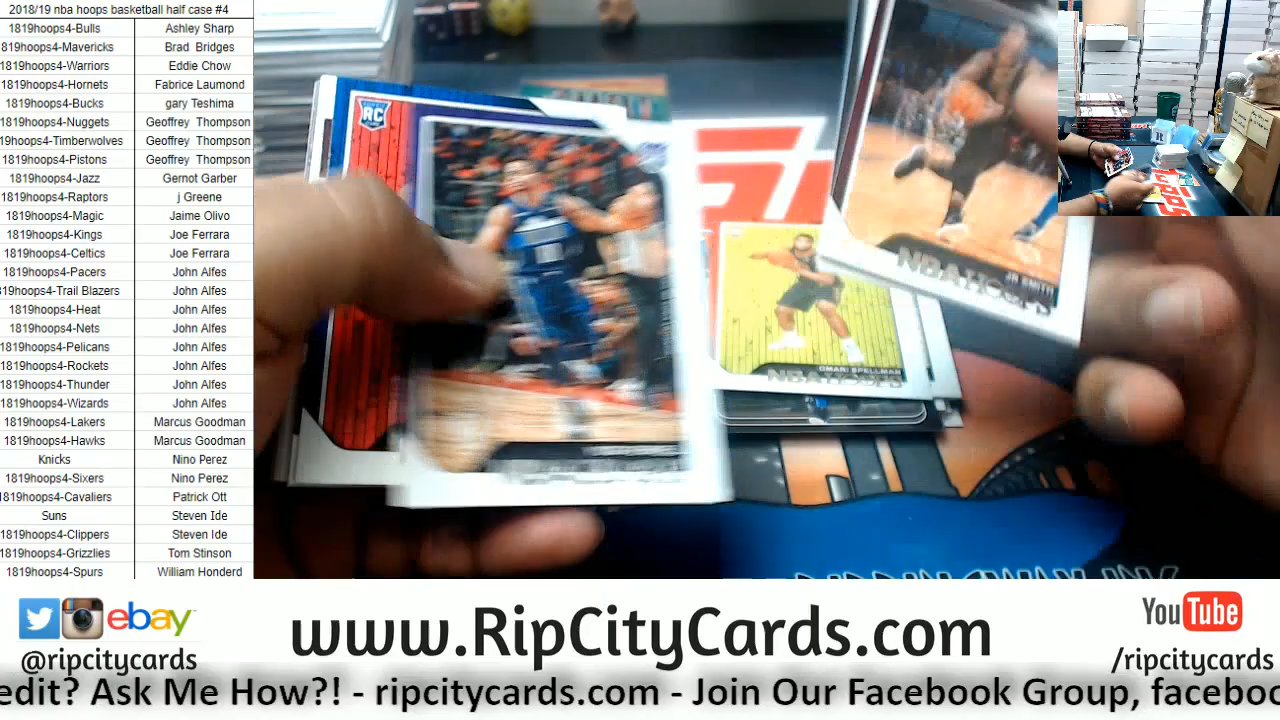 2018/19 nba hoops basketball half case #4
1819hoops4-Bulls Ashley Sharp
819hoops4-Mavericks Brad Bridges
1819hoops4-Warriors Eddie Chow
1819hoops4-Hornets Fabrice Laumond
1819hoops4-Bucks gary Teshima
1819hoops4-Nuggets Geoffrey Thompson
19hoops4-Timberwolves Geoffrey Thompson
1819hoops4-Pistons Geoffrey Thompson
1819hoops4-Jazz Gernot Garber
1819hoops4-Raptors j Greene
1819hoops4-Magic Jaime Olivo
1819hoops4-Kings Joe Ferrara
1819hoops4-Celtics Joe Ferrara
1819hoops4-Pacers John Alfes
819hoops4-Trail Blazers John Alfes
1819hoops4-Heat John Alfes
1819hoops4-Nets John Alfes
1819hoops4-Pelicans John Alfes
1819hoops4-Rockets John Alfes
1819hoops4-Thunder John Alfes
1819hoops4-Wizards John Alfes
1819hoops4-Lakers Marcus Goodman
1819hoops4-Hawks Marcus Goodman
Knicks Nino Perez
1819hoops4-Sixers Nino Perez
1819hoops4-Cavaliers Patrick Ott
Suns Steven Ide
1819hoops4-Clippers Steven Ide
1819hoops4-Grizzlies Tom Stinson
1819hoops4-Spurs William Honderd
RC
JR SMITH
NBA HOOPS
OMARI SPELLMAN
NBA HOOPS
ebay
@ripcitycards
www.RipCityCards.com
YouTube
/ripcitycards
edit? Ask Me How?! - ripcitycards.com - Join Our Facebook Group, faceboo